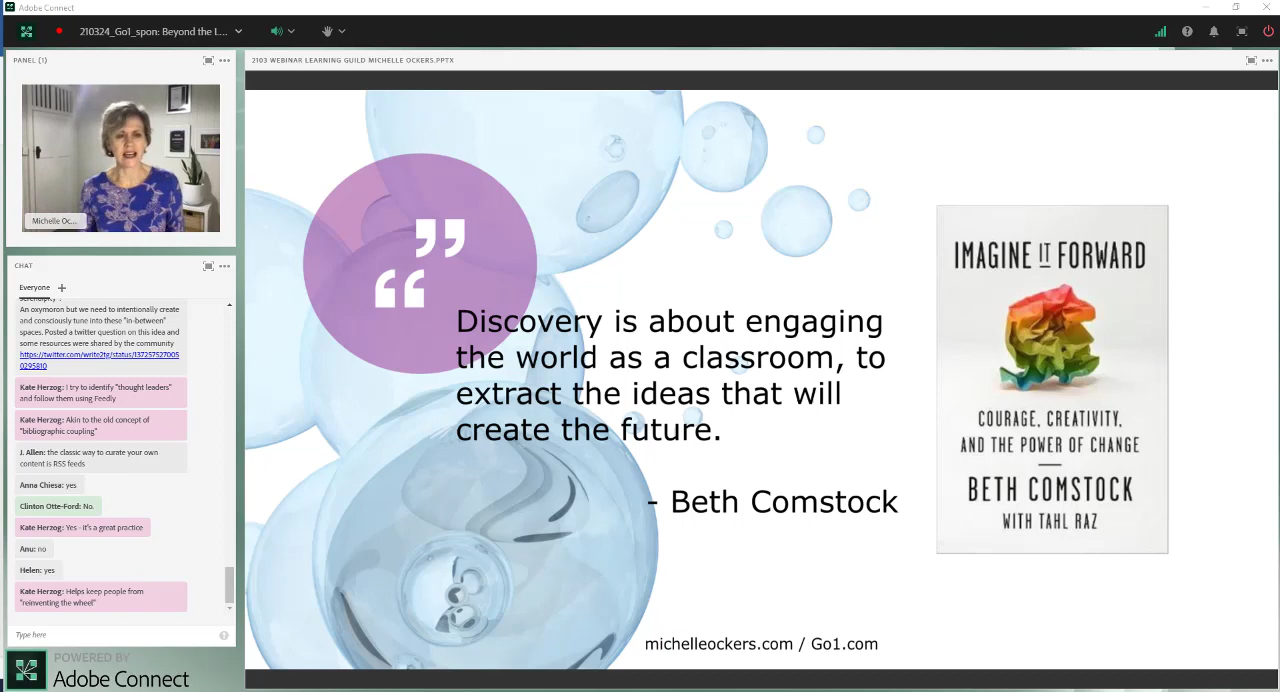 Adobe Connect
210324_Go1_spon: Beyond the L...
PANEL (1)
Michelle Oc...
CHAT
Everyone
An oxymoron but we need to intentionally create
and consciously tune into these "in-between"
spaces. Posted a twitter question on this idea and
some resources were shared by the community
https://twitter.com/write2tg/status/137257527005
0295810
Kate Herzog: I try to identify "thought leaders"
and follow them using Feedly
Kate Herzog: Akin to the old concept of
"bibliographic coupling"
J. Allen: the classic way to curate your own
content is RSS feeds
Anna Chiesa: yes
Clinton Otte-Ford: No.
Kate Herzog: Yes - it's a great practice
Anu: no
Helen: yes
Kate Herzog: Helps keep people from
"reinventing the wheel"
Type here
POWERED BY
Adobe Connect
2103 WEBINAR LEARNING GUILD MICHELLE OCKERS.PPTX
Discovery is about engaging
the world as a classroom, to
extract the ideas that will
create the future.
- Beth Comstock
IMAGINE IT FORWARD
COURAGE, CREATIVITY,
AND THE POWER OF CHANGE
BETH COMSTOCK
WITH TAHL RAZ
michelleockers.com / Go1.com